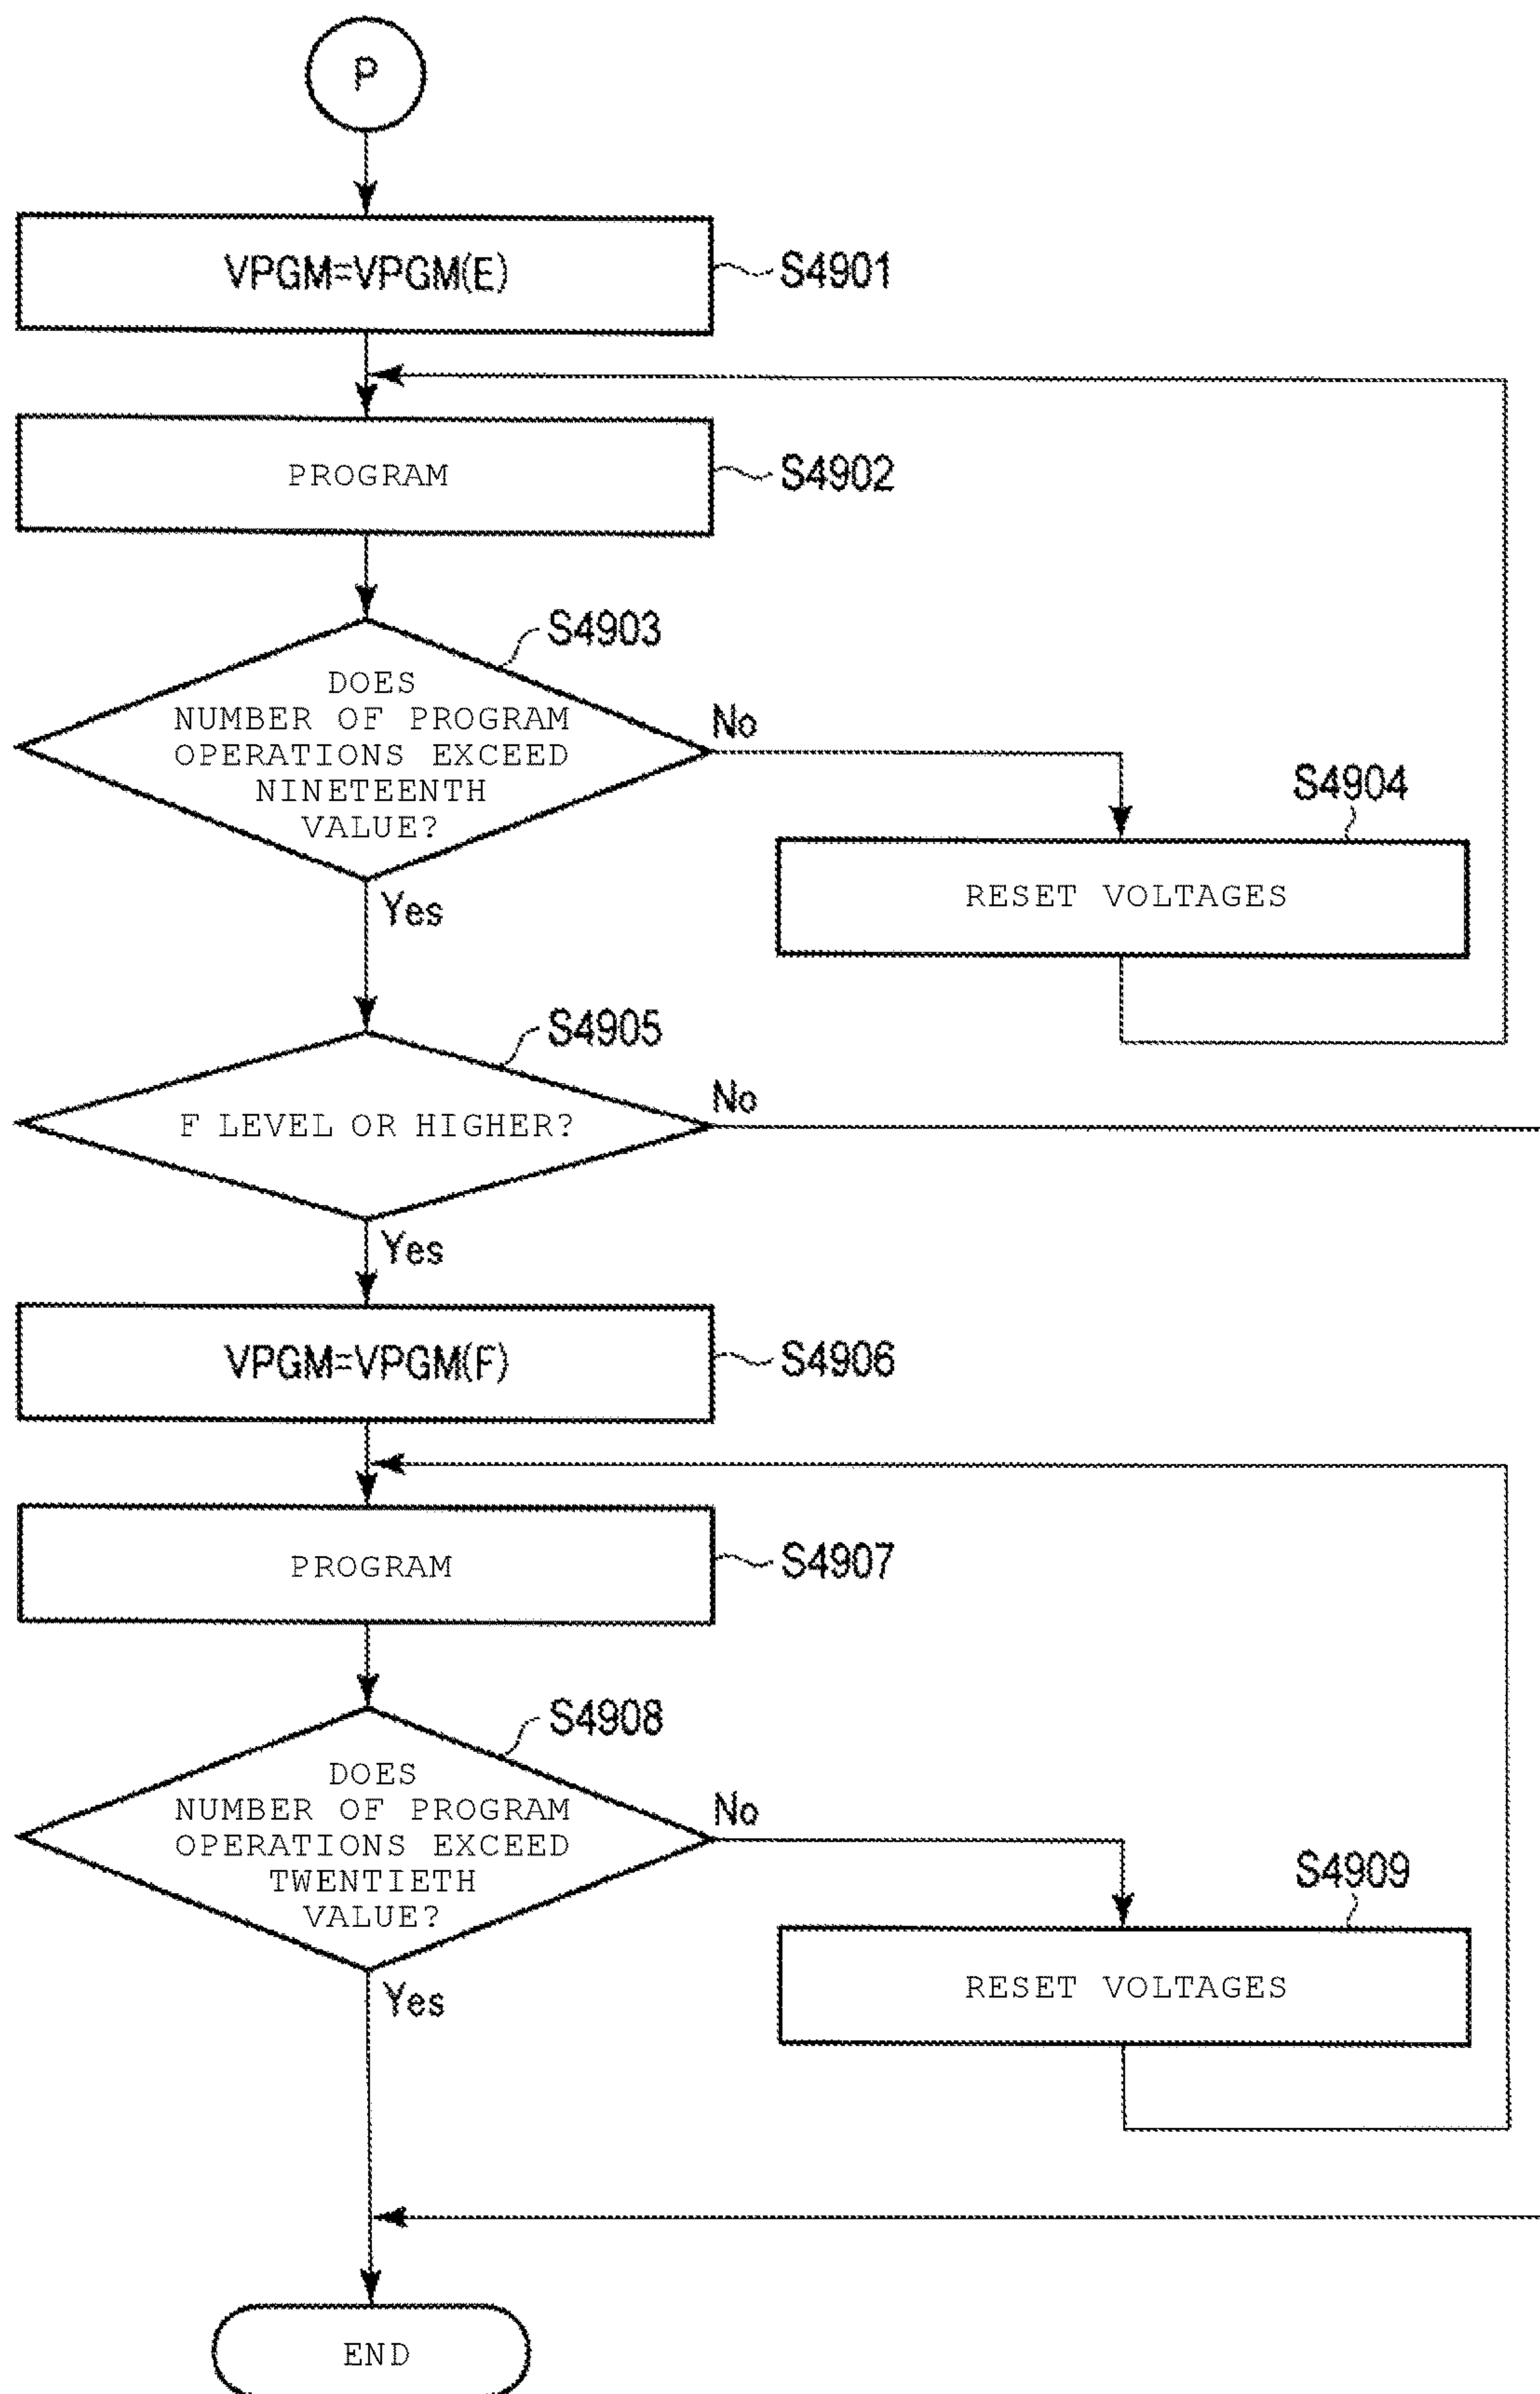 P
VPGM=VPGM(E)
S4901
PROGRAM
S4902
S4903
DOES
NUMBER OF PROGRAM
OPERATIONS EXCEED
NINETEENTH
VALUE?
No
S4904
RESET VOLTAGES
Yes
S4905
F LEVEL OR HIGHER?
No
Yes
VPGM=VPGM(F)
S4906
PROGRAM
S4907
S4908
DOES
NUMBER OF PROGRAM
OPERATIONS EXCEED
TWENTIETH
VALUE?
No
S4909
RESET VOLTAGES
Yes
END